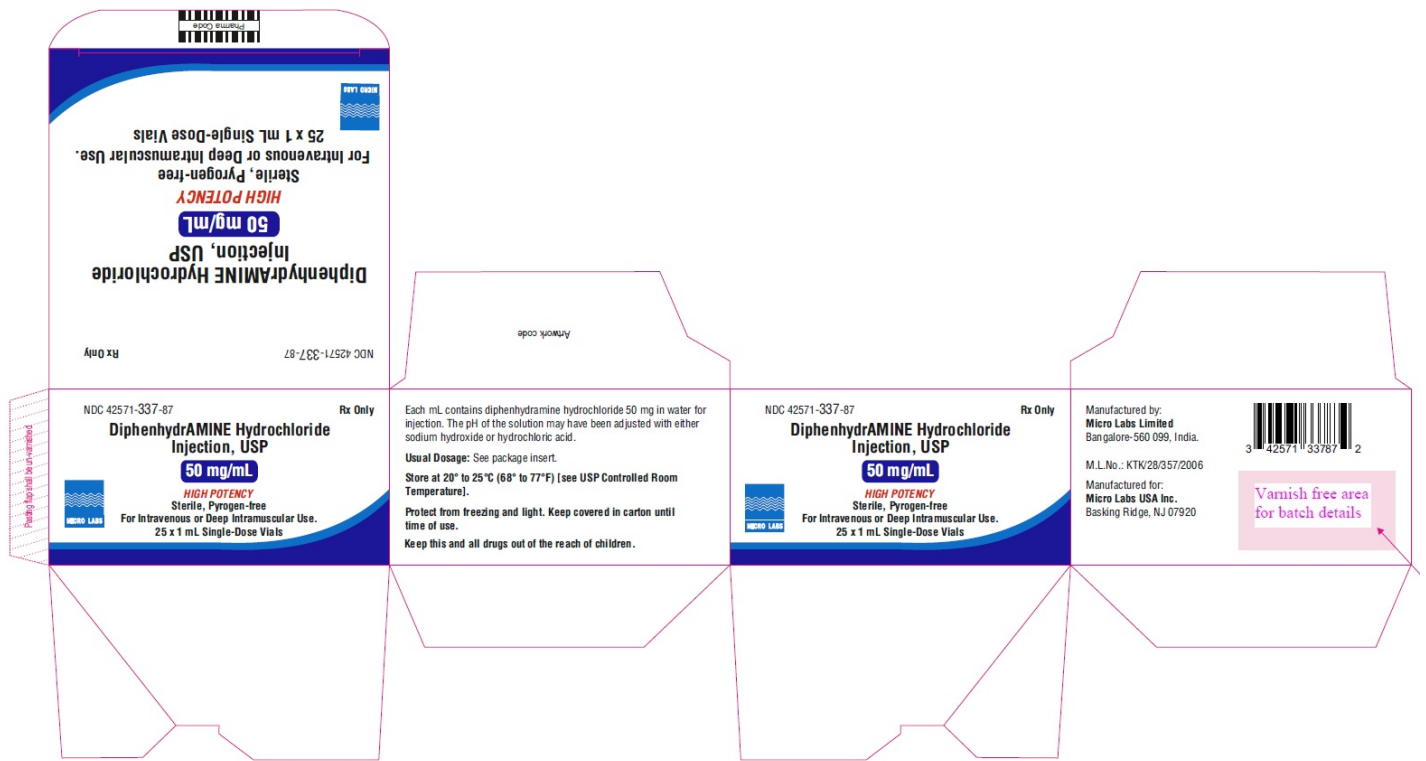 Pharma Code
NDC 42571-337-87
Rx Only
DiphenhydrAMINE Hydrochloride
Injection, USP
50 mg/mL
HIGH POTENCY
Sterile, Pyrogen-free
For Intravenous or Deep Intramuscular Use.
25 x 1 mL Single-Dose Vials
MICRO LABS
Artwork code
Pasting flap shall be un-varnished
NDC 42571-337-87
Rx Only
DiphenhydrAMINE Hydrochloride
Injection, USP
50 mg/mL
HIGH POTENCY
Sterile, Pyrogen-free
For Intravenous or Deep Intramuscular Use.
25 x 1 mL Single-Dose Vials
MICRO LABS
Each mL contains diphenhydramine hydrochloride 50 mg in water for
injection. The pH of the solution may have been adjusted with either
sodium hydroxide or hydrochloric acid.
Usual Dosage: See package insert.
Store at 20° to 25°C (68° to 77°F) [see USP Controlled Room
Temperature].
Protect from freezing and light. Keep covered in carton until
time of use.
Keep this and all drugs out of the reach of children.
NDC 42571-337-87
Rx Only
DiphenhydrAMINE Hydrochloride
Injection, USP
50 mg/mL
HIGH POTENCY
Sterile, Pyrogen-free
For Intravenous or Deep Intramuscular Use.
25 x 1 mL Single-Dose Vials
MICRO LABS
Manufactured by:
Micro Labs Limited
Bangalore-560 099, India.
M.L.No.: KTK/28/357/2006
Manufactured for:
Micro Labs USA Inc.
Basking Ridge, NJ 07920
3 42571 33787 2
Varnish free area
for batch details